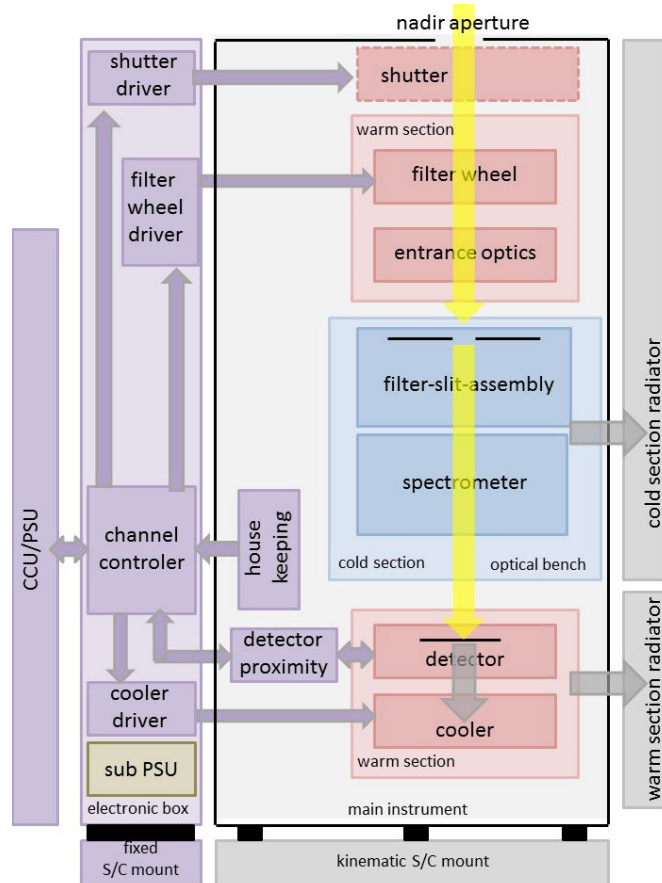 nadir aperture
shutter
driver
shutter
warm section
filter
wheel
driver
filter wheel
entrance optics
cold section radiator
filter-slit-assembly
spectrometer
CCU/PSU
channel
controler
house
keeping
cold section
optical bench
detector
proximity
detector
warm section radiator
cooler
driver
cooler
sub PSU
warm section
electronic box
main instrument
fixed
S/C mount
kinematic S/C mount